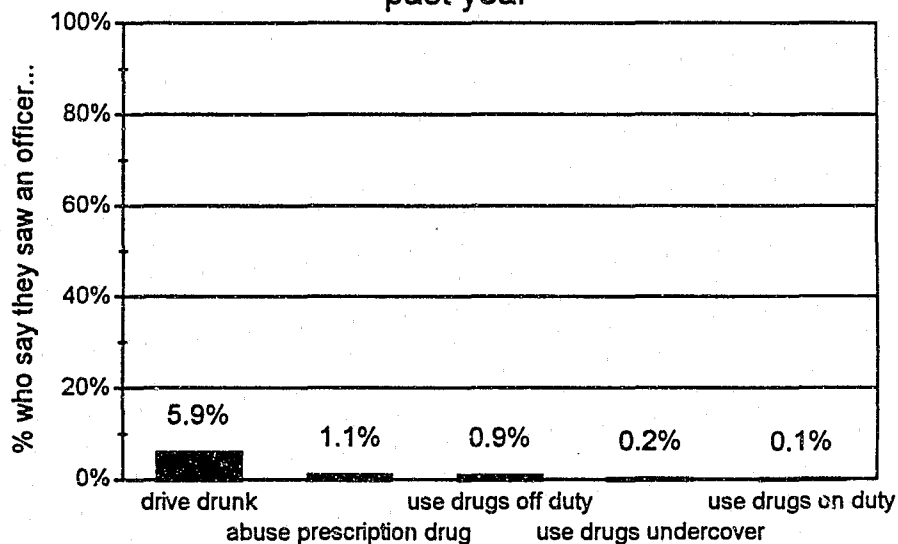 past year
% who say they saw an officer...
100%
80%
60%
40%
20%
0%
5.9%
1.1%
0.9%
0.2%
0.1%
drive drunk
abuse prescription drug
use drugs off duty
use drugs undercover
use drugs on duty